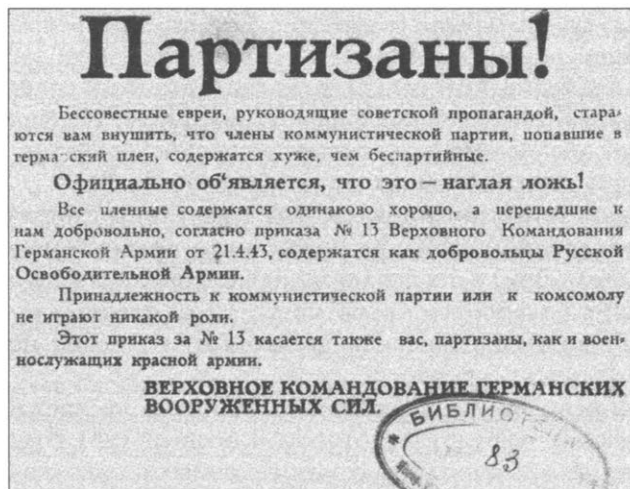 Партизаны!
Бессовестные евреи, руководящие советской пропагандой, стара-
ются вам внушить, что члены коммунистической партии, попавшие в
германский плен, содержатся хуже, чем беспартийные.
Официально об‘является, что это — наглая ложь!
Все пленные содержатся одинаково хорошо, а перешедшие к
нам добровольно, согласно приказа № 13 Верховного Командования
Германской Армии от 21.4.43, содержатся как добровольцы Русской
Освободительной Армии.
Принадлежность к коммунистической партии или к комсомолу
не играют никакой роли.
Этот приказ за № 13 касается также вас, партизаны, как и воен-
нослужащих красной армии.
ВЕРХОВНОЕ КОМАНДОВАНИЕ ГЕРМАНСКИХ
ВООРУЖЕННЫХ СИЛ.
83